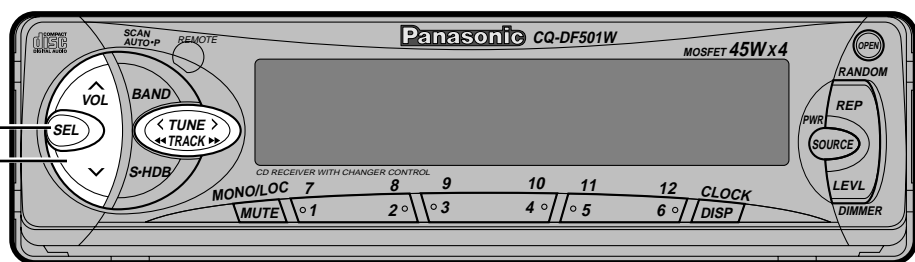 COMPACT
disc
DIGITAL AUDIO
SCAN
AUTO•P
REMOTE
Panasonic CQ-DF501W
MOSFET 45Wx4
OPEN
RANDOM
VOL
BAND
REP
PWR
SEL
< TUNE >
◀◀ TRACK ▶▶
SOURCE
S•HDB
CD RECEIVER WITH CHANGER CONTROL
LEVL
MONO/LOC 7 8 9 10 11 12 CLOCK
MUTE 1 2 3 4 5 6 DISP
DIMMER